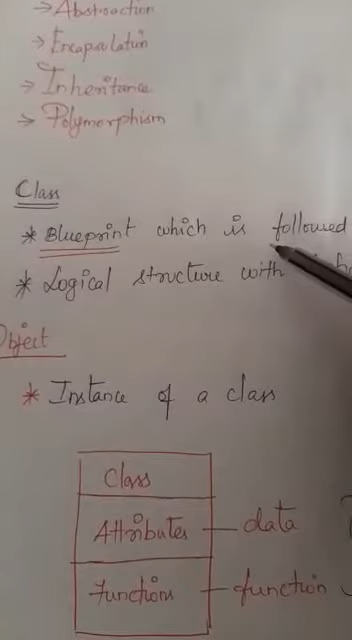 → Abstraction
→ Encapsulation
→ Inheritance
→ Polymorphism
Class
* Blueprint which is followed
* Logical structure with
Object
* Instance of a class
Class
Attributes — data
Functions — function